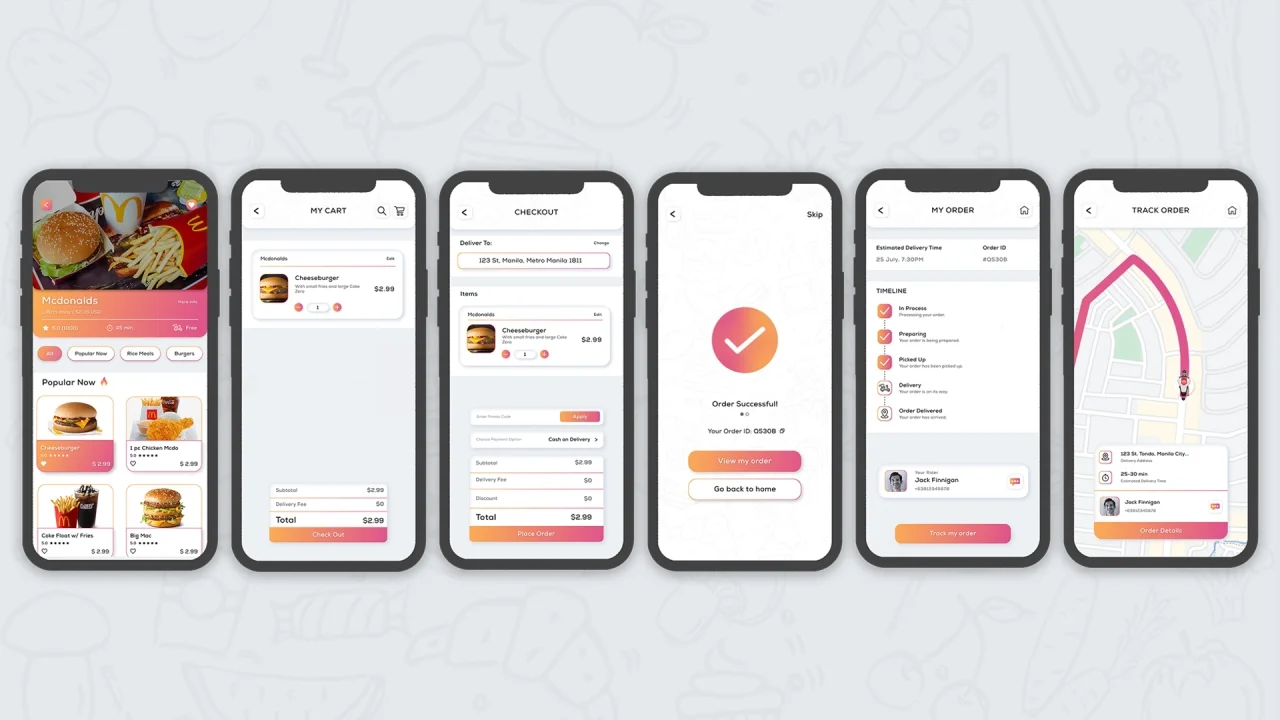 Mcdonalds
More info
5.0 (1000)
45 min
Free
All
Popular Now
Rice Meals
Burgers
Popular Now
Cheeseburger
5.0
$ 2.99
1 pc Chicken Mcdo
5.0
$ 2.99
Coke Float w/ Fries
5.0
$ 2.99
Big Mac
5.0
$ 2.99
MY CART
Mcdonalds
Edit
Cheeseburger
With small fries and large Coke
Zero
$2.99
1
Subtotal
$2.99
Delivery Fee
$0
Total
$2.99
Check Out
CHECKOUT
Deliver To:
Change
123 St, Manila, Metro Manila 1811
Items
Mcdonalds
Edit
Cheeseburger
With small fries and large Coke
Zero
$2.99
1
Enter Promo Code
Apply
Choose Payment Option
Cash on Delivery >
Subtotal
$2.99
Delivery Fee
$0
Discount
$0
Total
$2.99
Place Order
Skip
Order Successful!
Your Order ID: Q530B
View my order
Go back to home
MY ORDER
Estimated Delivery Time
Order ID
25 July, 7:30PM
#Q530B
TIMELINE
In Process
Processing your order.
Preparing
Your order is being prepared.
Picked Up
Your order has been picked up.
Delivery
Your order is on its way.
Order Delivered
Your order has arrived.
Your Rider
Jack Finnigan
+63912345678
Track my order
TRACK ORDER
123 St, Tondo, Manila City...
Delivery Address
25-30 min
Estimated Delivery Time
Jack Finnigan
+63912345678
Order Details